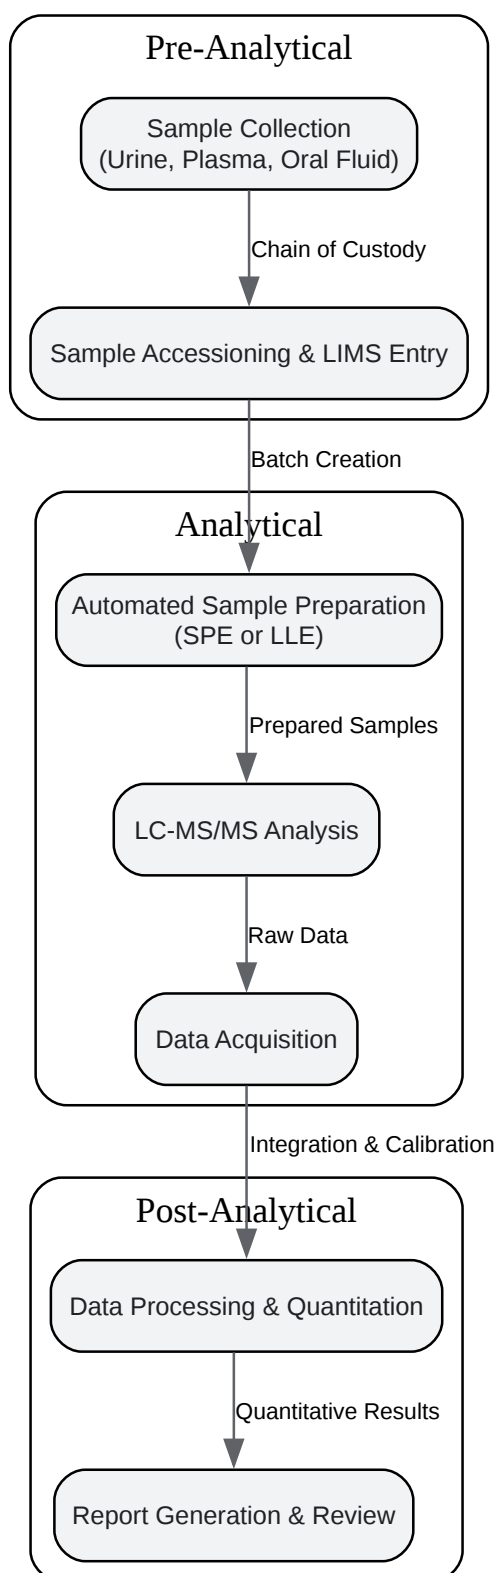 Pre-Analytical
Sample Collection
(Urine, Plasma, Oral Fluid)
Chain of Custody
Sample Accessioning & LIMS Entry
Batch Creation
Analytical
Automated Sample Preparation
(SPE or LLE)
Prepared Samples
LC-MS/MS Analysis
Raw Data
Data Acquisition
Integration & Calibration
Post-Analytical
Data Processing & Quantitation
Quantitative Results
Report Generation & Review